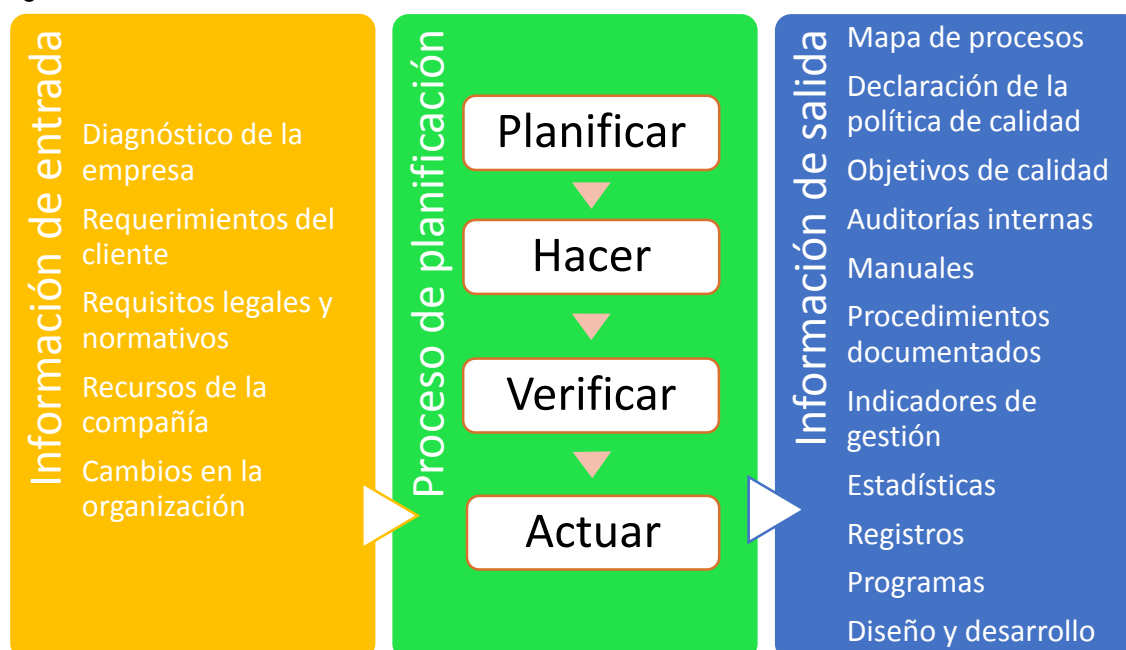 Información de entrada
Diagnóstico de la
empresa
Requerimientos del
cliente
Requisitos legales y
normativos
Recursos de la
compañía
Cambios en la
organización
Proceso de planificación
Planificar
Hacer
Verificar
Actuar
Información de salida
Mapa de procesos
Declaración de la
política de calidad
Objetivos de calidad
Auditorías internas
Manuales
Procedimientos
documentados
Indicadores de
gestión
Estadísticas
Registros
Programas
Diseño y desarrollo